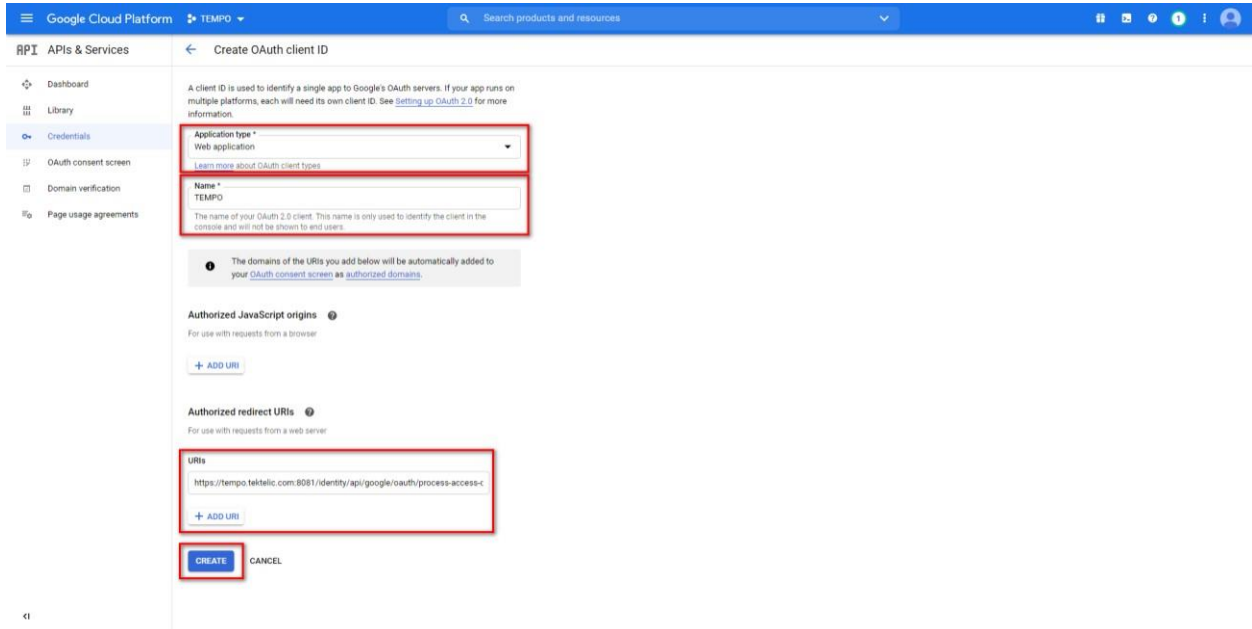 Google Cloud Platform TEMPO Search products and resources 1
API APIs & Services Create OAuth client ID
Dashboard
Library
Credentials
OAuth consent screen
Domain verification
Page usage agreements
A client ID is used to identify a single app to Google's OAuth servers. If your app runs on
multiple platforms, each will need its own client ID. See Setting up OAuth 2.0 for more
information.
Application type *
Web application
Learn more about OAuth client types
Name *
TEMPO
The name of your OAuth 2.0 client. This name is only used to identify the client in the
console and will not be shown to end users.
The domains of the URIs you add below will be automatically added to
your OAuth consent screen as authorized domains.
Authorized JavaScript origins
For use with requests from a browser
+ ADD URI
Authorized redirect URIs
For use with requests from a web server
URIs
https://tempo.tektelic.com:8081/identity/api/google/oauth/process-access-c
+ ADD URI
CREATE CANCEL